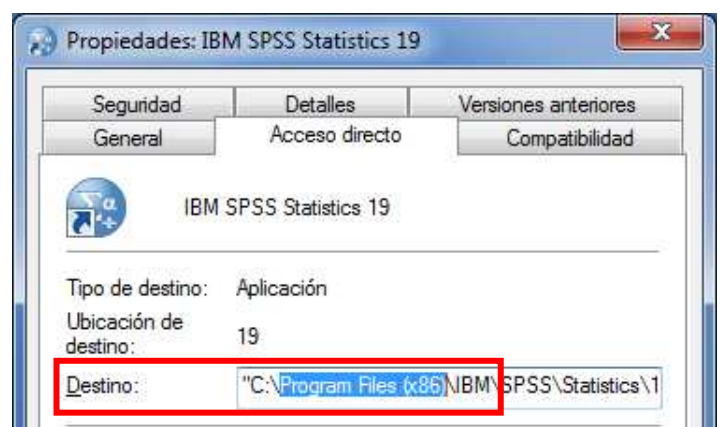 Propiedades: IBM SPSS Statistics 19
Seguridad Detalles Versiones anteriores
General Acceso directo Compatibilidad
IBM SPSS Statistics 19
Tipo de destino: Aplicación
Ubicación de destino: 19
Destino: "C:\Program Files (x86)\IBM\SPSS\Statistics\1